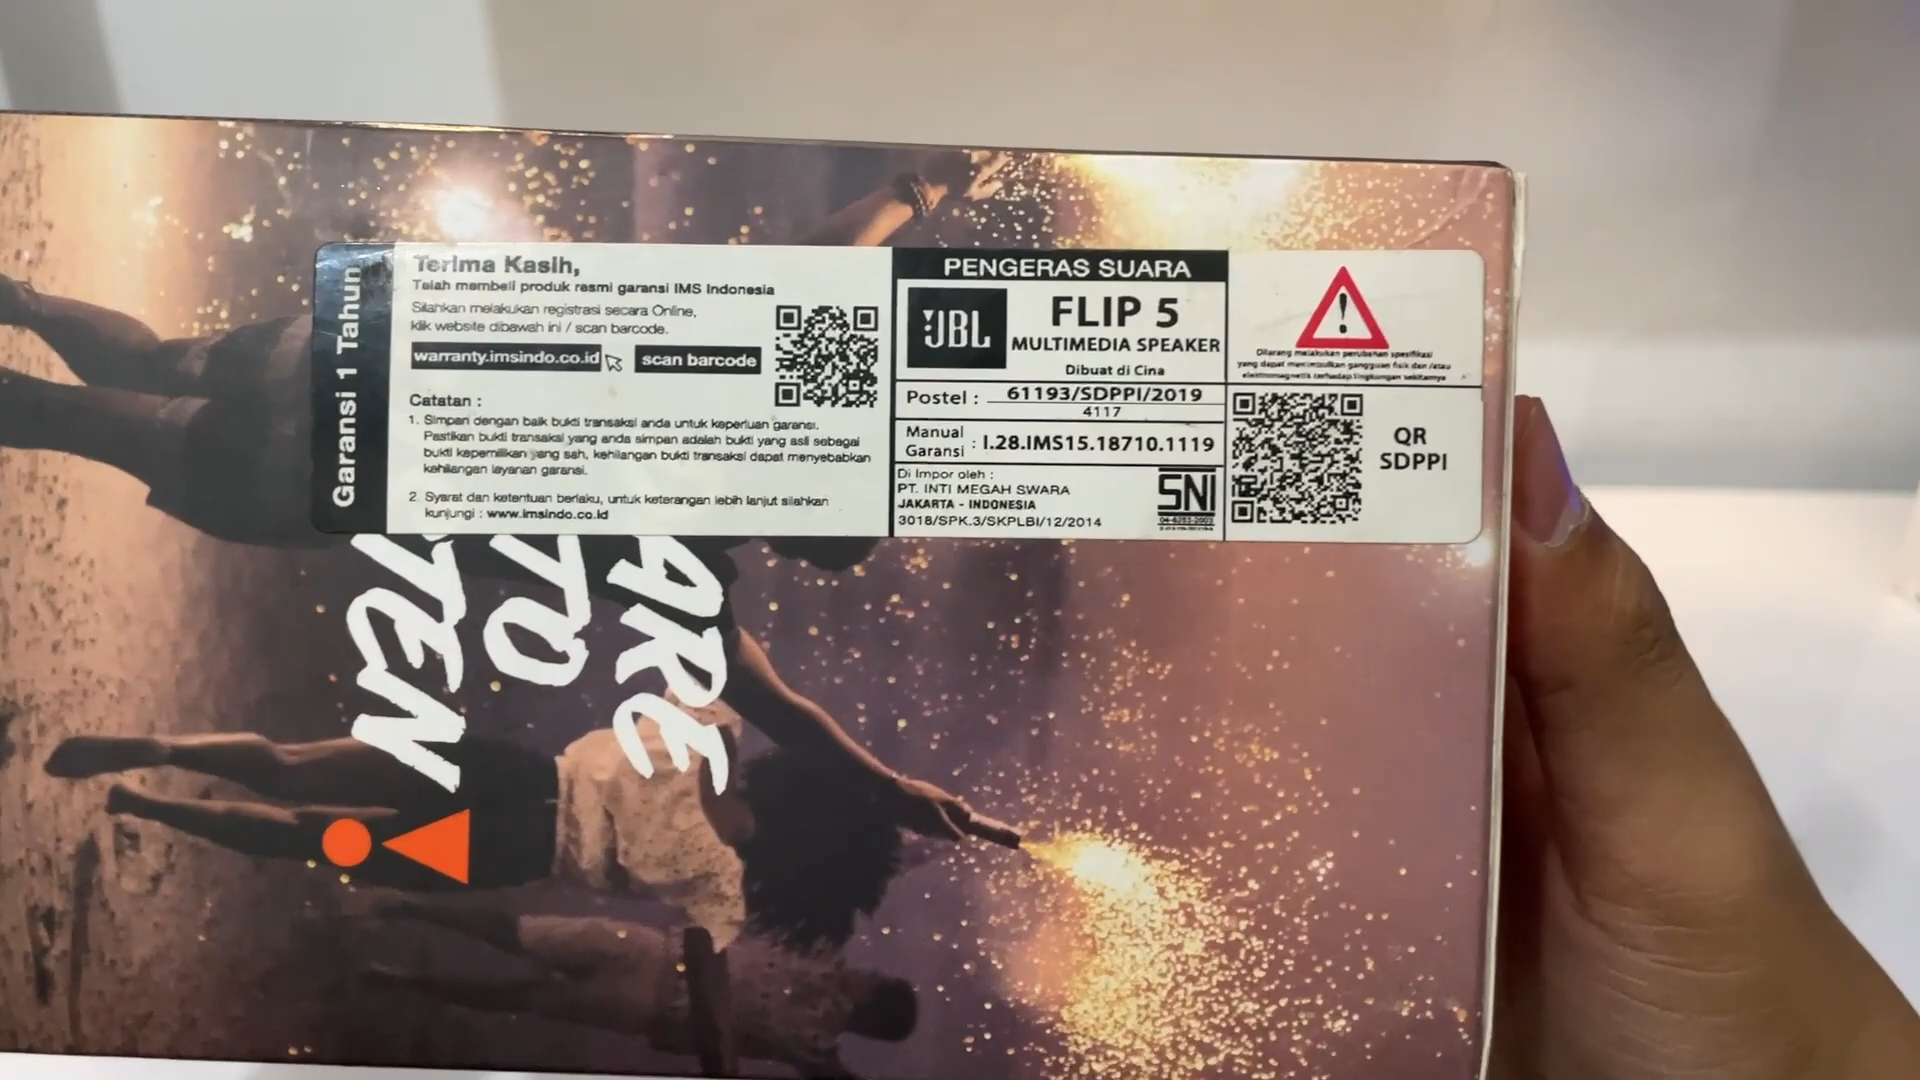 Garansi 1 Tahun
Terima Kasih,
Telah membeli produk resmi garansi IMS Indonesia
Silahkan melakukan registrasi secara Online,
klik website dibawah ini / scan barcode.
warranty.imsindo.co.id scan barcode
Catatan :
1. Simpan dengan baik bukti transaksi anda untuk keperluan garansi.
Pastikan bukti transaksi yang anda simpan adalah bukti yang asli sebagai
bukti kepemilikan yang sah, kehilangan bukti transaksi dapat menyebabkan
kehilangan layanan garansi.
2. Syarat dan ketentuan berlaku, untuk keterangan lebih lanjut silahkan
kunjungi : www.imsindo.co.id
PENGERAS SUARA
JBL
FLIP 5
MULTIMEDIA SPEAKER
Dibuat di Cina
Postel : 61193/SDPPI/2019
4117
Manual
Garansi : I.28.IMS15.18710.1119
Di Impor oleh :
PT. INTI MEGAH SWARA
JAKARTA - INDONESIA
3018/SPK.3/SKPLBI/12/2014
SNI
04-6253-2003
Dilarang melakukan perubahan spesifikasi
yang dapat menimbulkan gangguan fisik dan /atau
elektromagnetik terhadap lingkungan sekitarnya
QR
SDPPI
ARE
TO
TEN